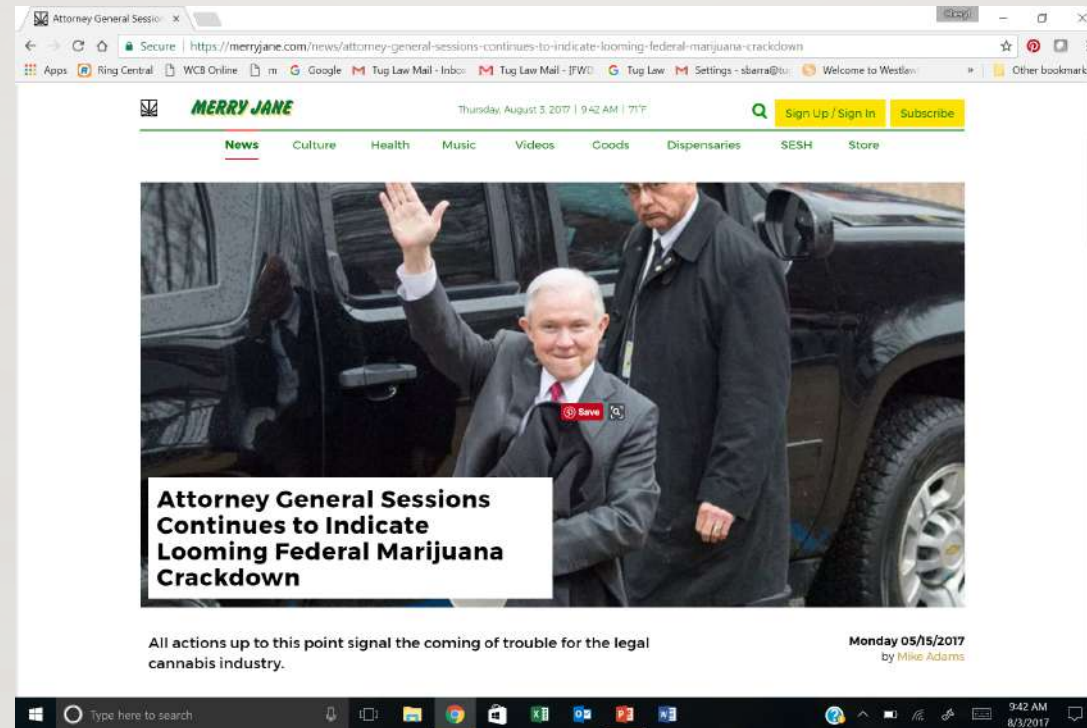 Attorney General Sessio
Secure https://merryjane.com/news/attorney-general-sessions-continues-to-indicate-looming-federal-marijuana-crackdown
Apps Ring Central WCB Online m Google Tug Law Mail - Inbox Tug Law Mail - [FWD Tug Law Settings - sbarra@tu Welcome to Westlaw » Other bookmark
MERRY JANE Thursday, August 3, 2017 | 9:42 AM | 71°F Sign Up / Sign In Subscribe
News Culture Health Music Videos Goods Dispensaries SESH Store
Save
Attorney General Sessions
Continues to Indicate
Looming Federal Marijuana
Crackdown
All actions up to this point signal the coming of trouble for the legal
cannabis industry.
Monday 05/15/2017
by Mike Adams
Type here to search
9:42 AM
8/3/2017